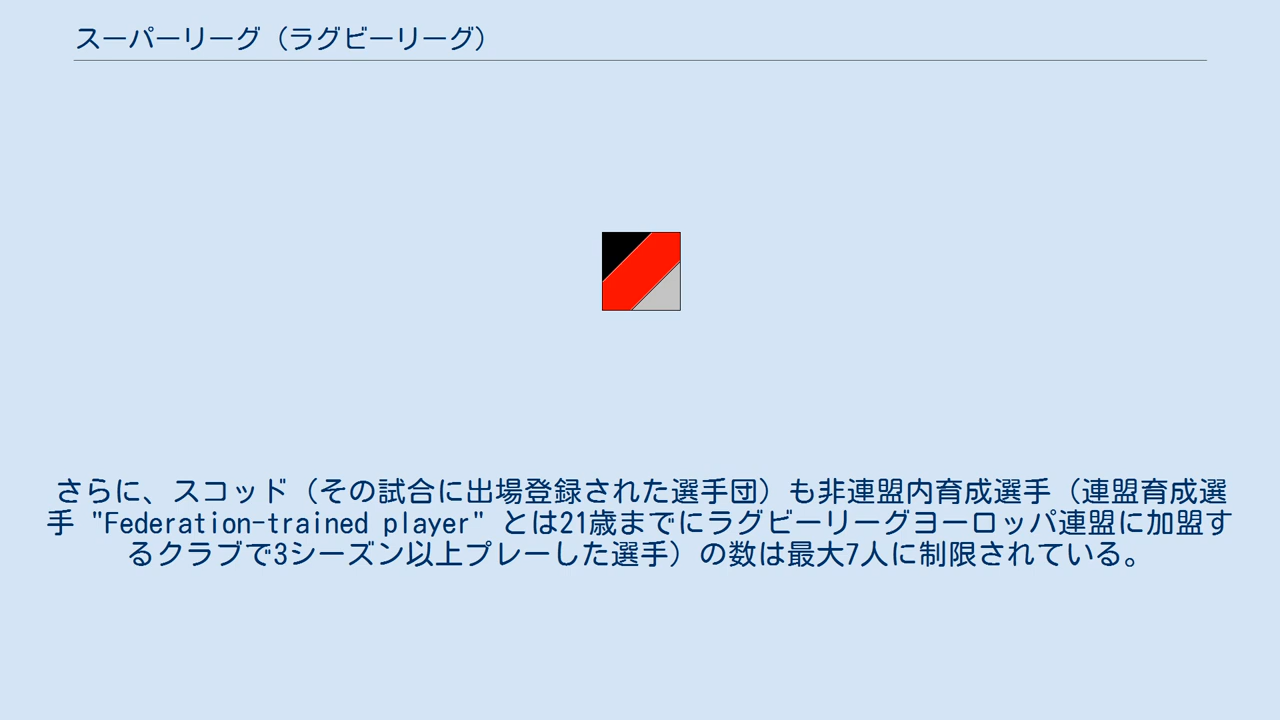 スーパーリーグ（ラグビーリーグ）
さらに、スコッド（その試合に出場登録された選手団）も非連盟内育成選手（連盟育成選
手 "Federation-trained player" とは21歳までにラグビーリーグヨーロッパ連盟に加盟す
るクラブで3シーズン以上プレーした選手）の数は最大7人に制限されている。